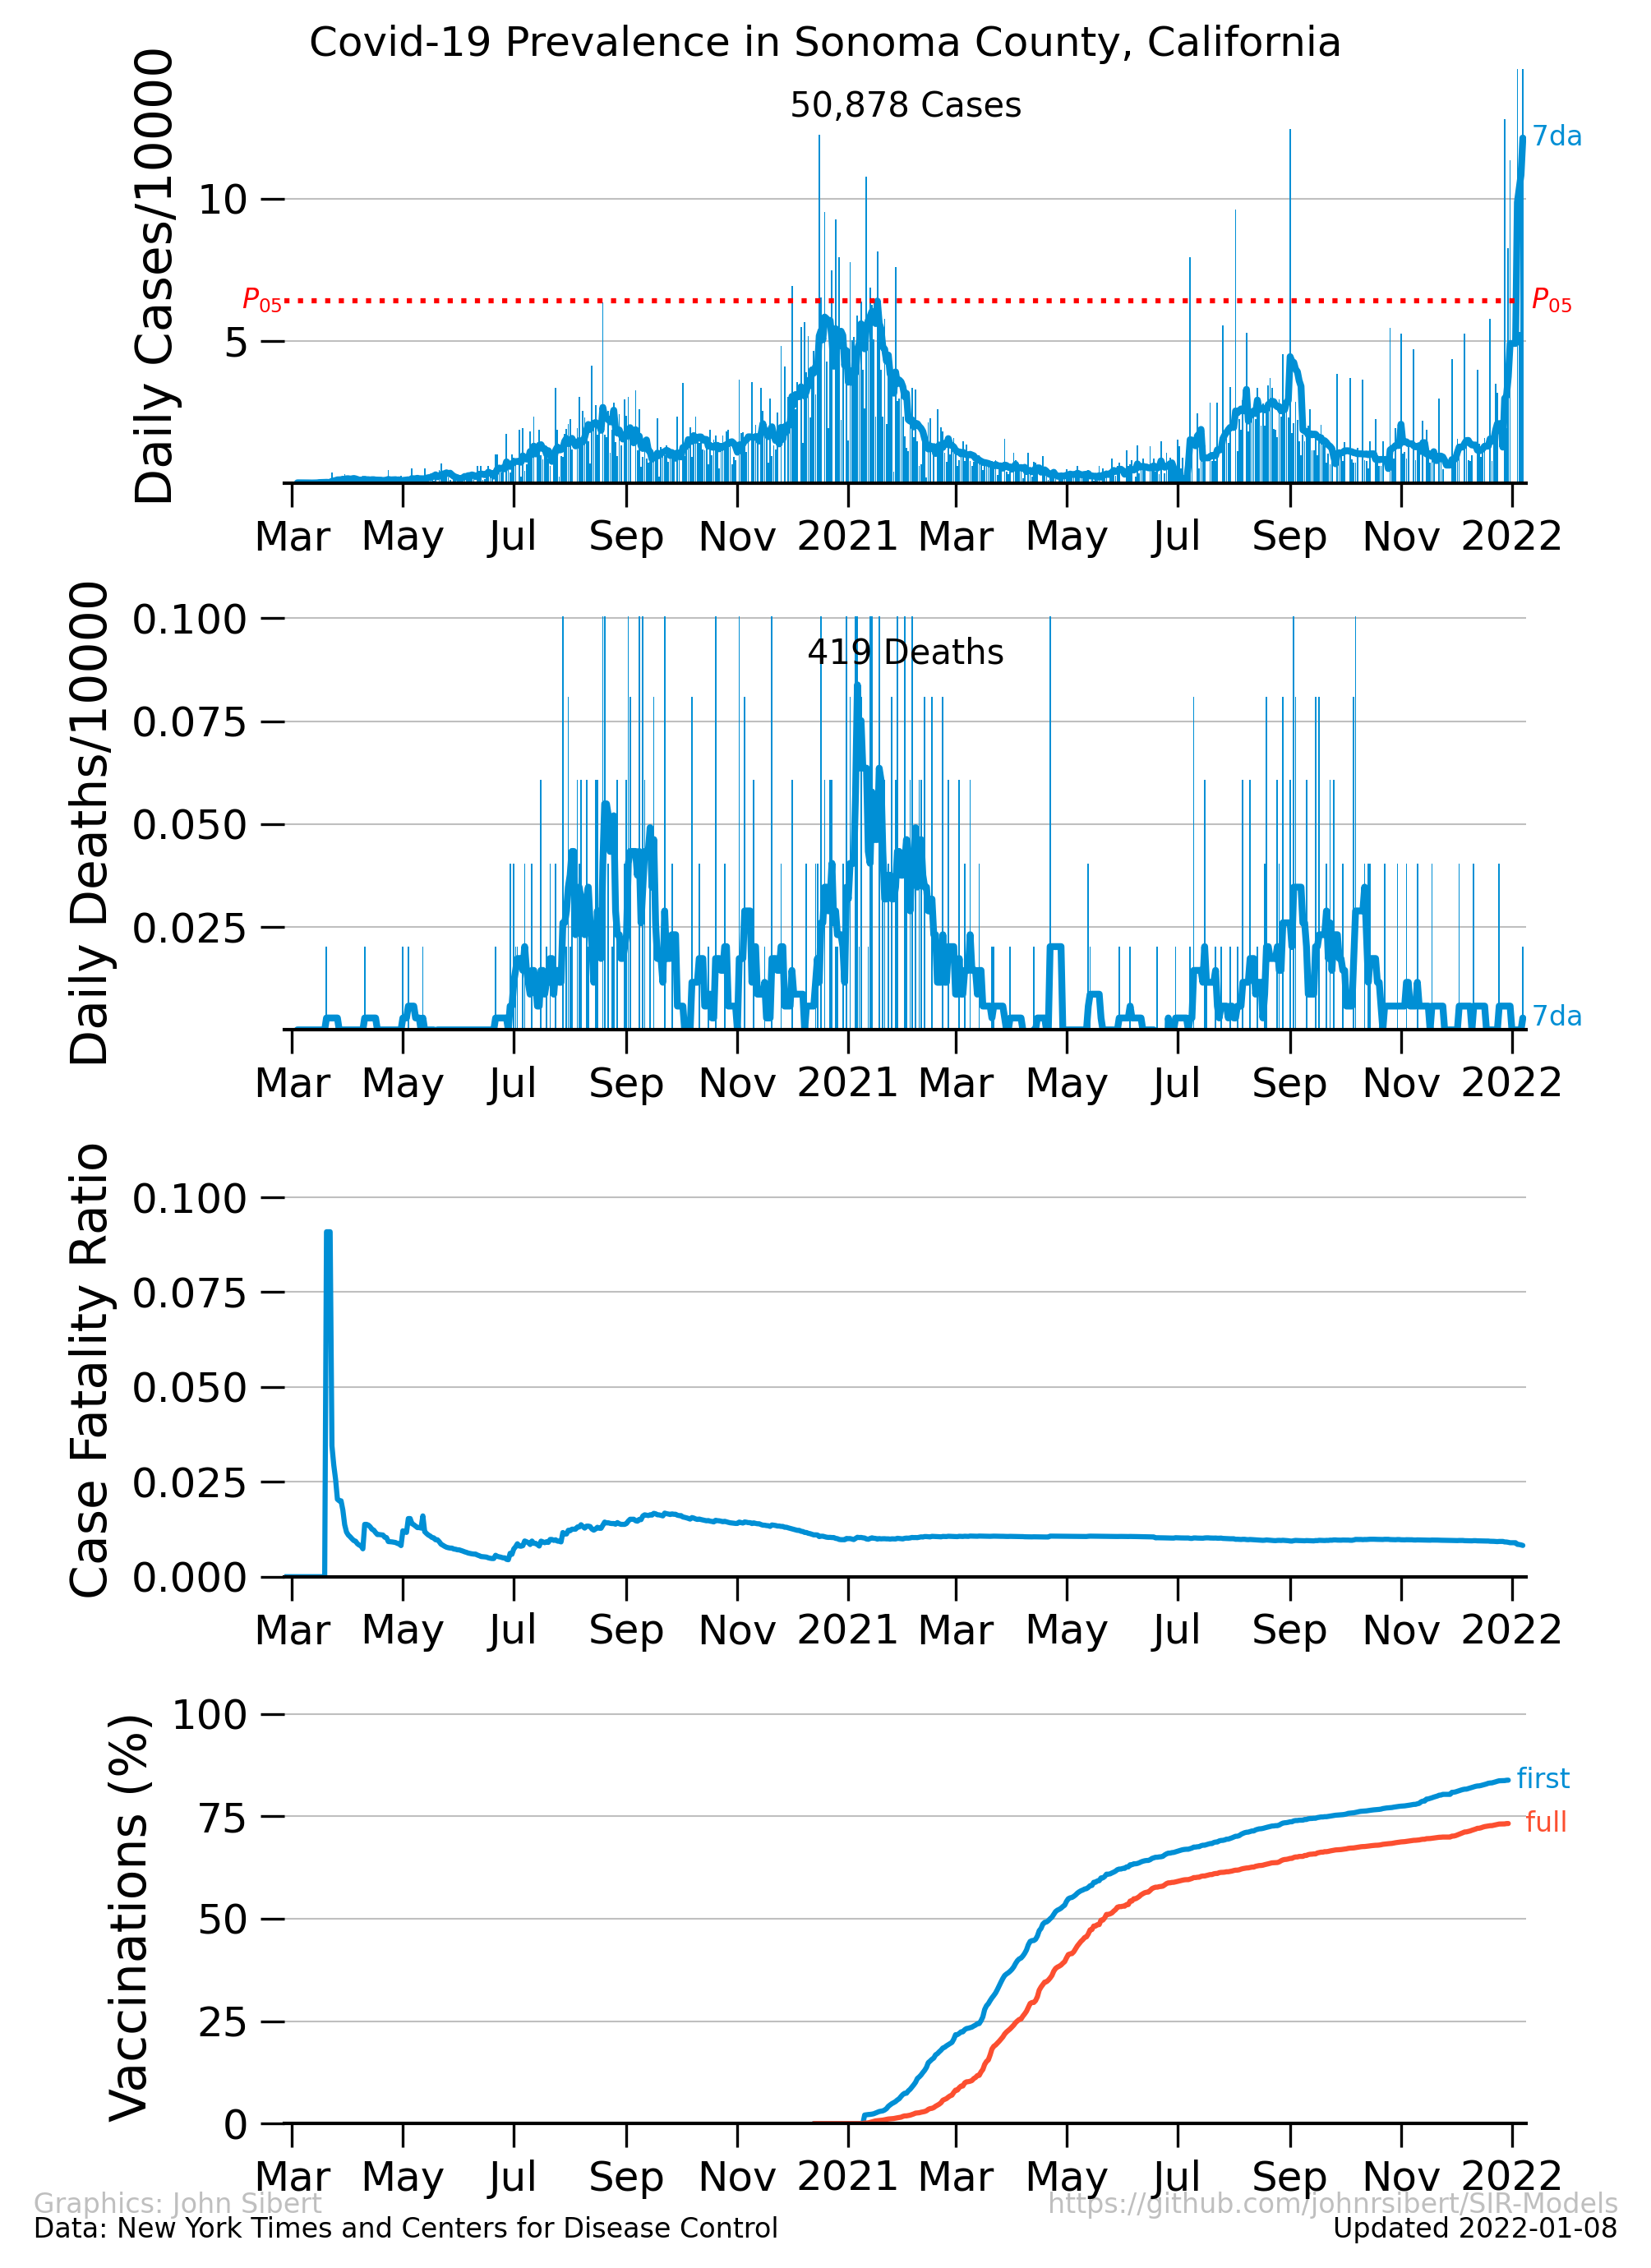 Covid-19 Prevalence in Sonoma County, California
50,878 Cases
Daily Cases/10000
10
5
P05
P05
7da
Mar May Jul Sep Nov 2021 Mar May Jul Sep Nov 2022
419 Deaths
Daily Deaths/10000
0.100
0.075
0.050
0.025
7da
Mar May Jul Sep Nov 2021 Mar May Jul Sep Nov 2022
Case Fatality Ratio
0.100
0.075
0.050
0.025
0.000
Mar May Jul Sep Nov 2021 Mar May Jul Sep Nov 2022
Vaccinations (%)
100
75
50
25
0
first
full
Mar May Jul Sep Nov 2021 Mar May Jul Sep Nov 2022
Graphics: John Sibert
https://github.com/johnrsibert/SIR-Models
Data: New York Times and Centers for Disease Control
Updated 2022-01-08